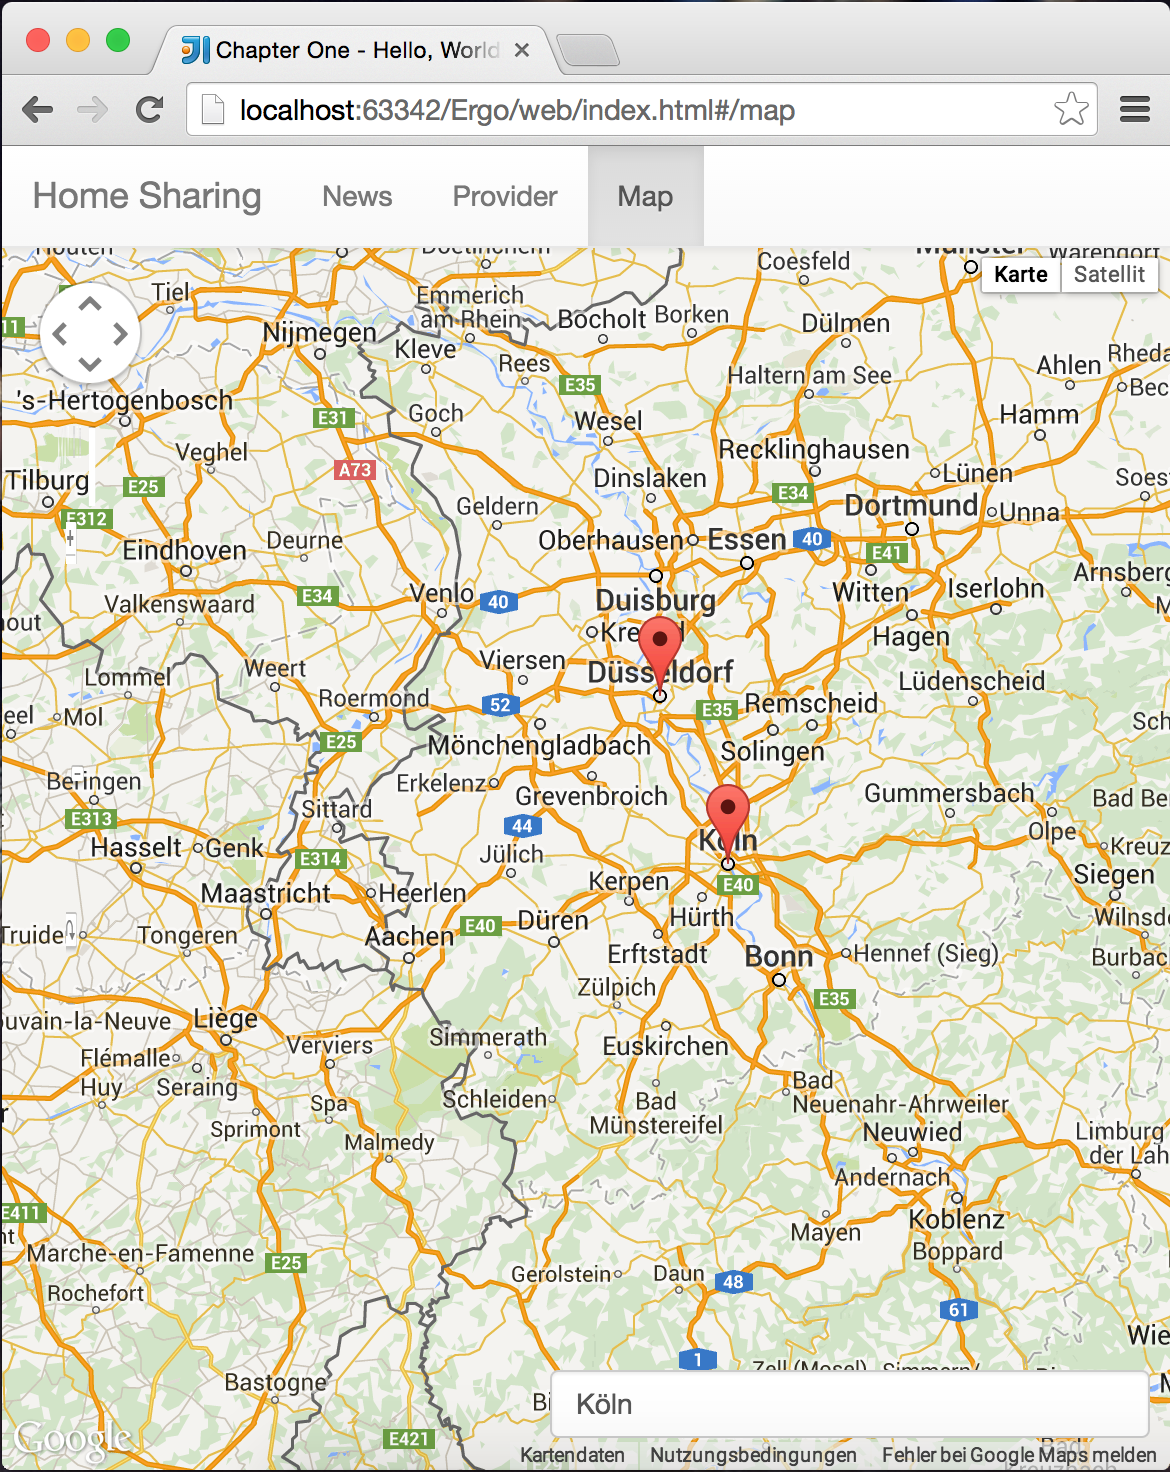 Chapter One - Hello, World
localhost:63342/Ergo/web/index.html#/map
Home Sharing News Provider Map
Coesfeld
Warendorf
Karte Satellit
Tiel
Emmerich
am Rhein
Bocholt
Borken
Dülmen
Nijmegen
Kleve
Rees
E35
Haltern am See
Ahlen
's-Hertogenbosch
E31
Goch
Wesel
Hamm
Veghel
A73
Recklinghausen
Tilburg
E25
Dinslaken
E34
Lünen
E312
Geldern
Dortmund
Unna
Eindhoven
Deurne
Oberhausen
Essen
40
E41
Valkenswaard
E34
Venlo
40
Duisburg
Witten
Iserlohn
Hagen
Lommel
Weert
Viersen
Düsseldorf
Lüdenscheid
Mol
Roermond
52
E35
Remscheid
E25
Mönchengladbach
Solingen
Beringen
Erkelenz
Grevenbroich
Gummersbach
E313
Sittard
44
Köln
Olpe
Hasselt
Genk
E314
Jülich
Maastricht
Heerlen
Kerpen
E40
Siegen
Tongeren
Aachen
E40
Düren
Hürth
Erftstadt
Bonn
Hennef (Sieg)
Zülpich
E35
Liège
Verviers
Simmerath
Euskirchen
Flémalle
Huy
Seraing
Spa
Schleiden
Bad
Münstereifel
Bad
Neuenahr-Ahrweiler
Sprimont
Malmedy
Neuwied
Limburg
der Lah
Andernach
E411
Koblenz
Mayen
Boppard
Marche-en-Famenne
E25
Gerolstein
Daun
48
Rochefort
61
1
Bastogne
Köln
E421
Google
Kartendaten Nutzungsbedingungen Fehler bei Google Maps melden